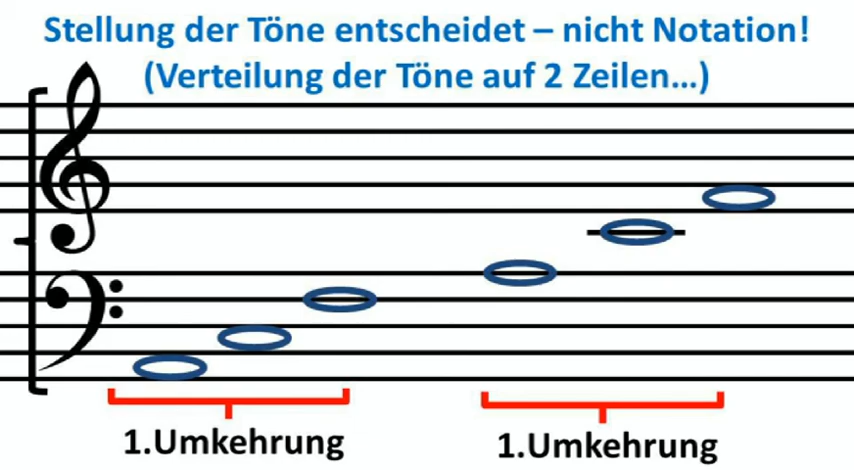 Stellung der Töne entscheidet – nicht Notation!
(Verteilung der Töne auf 2 Zeilen...)
1.Umkehrung
1.Umkehrung